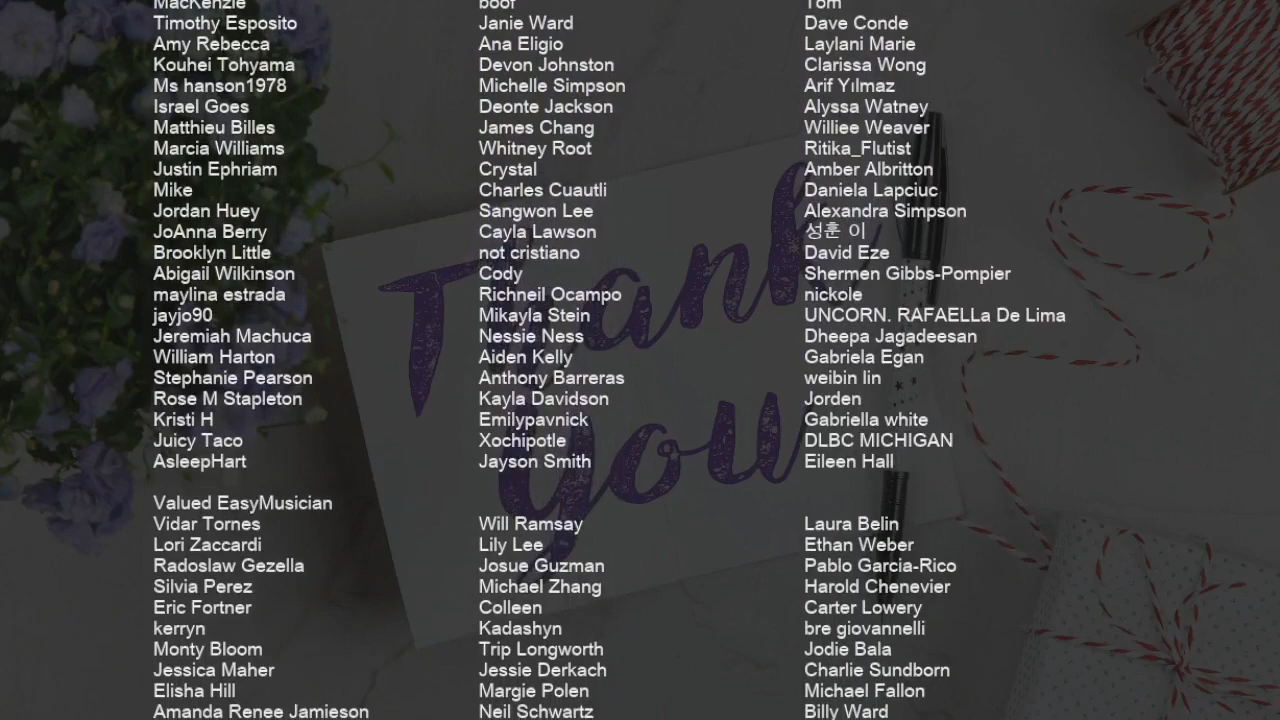 MacKenzie boof Tom
Timothy Esposito Janie Ward Dave Conde
Amy Rebecca Ana Eligio Laylani Marie
Kouhei Tohyama Devon Johnston Clarissa Wong
Ms hanson1978 Michelle Simpson Arif Yılmaz
Israel Goes Deonte Jackson Alyssa Watney
Matthieu Billes James Chang Williee Weaver
Marcia Williams Whitney Root Ritika_Flutist
Justin Ephriam Crystal Amber Albritton
Mike Charles Cuautli Daniela Lapciuc
Jordan Huey Sangwon Lee Alexandra Simpson
JoAnna Berry Cayla Lawson 성훈 이
Brooklyn Little not cristiano David Eze
Abigail Wilkinson Cody Shermen Gibbs-Pompier
maylina estrada Richneil Ocampo nickole
jayjo90 Mikayla Stein UNCORN. RAFAELLa De Lima
Jeremiah Machuca Nessie Ness Dheepa Jagadeesan
William Harton Aiden Kelly Gabriela Egan
Stephanie Pearson Anthony Barreras weibin lin
Rose M Stapleton Kayla Davidson Jorden
Kristi H Emilypavnick Gabriella white
Juicy Taco Xochipotle DLBC MICHIGAN
AsleepHart Jayson Smith Eileen Hall
Valued EasyMusician
Vidar Tornes Will Ramsay Laura Belin
Lori Zaccardi Lily Lee Ethan Weber
Radoslaw Gezella Josue Guzman Pablo Garcia-Rico
Silvia Perez Michael Zhang Harold Chenevier
Eric Fortner Colleen Carter Lowery
kerryn Kadashyn bre giovannelli
Monty Bloom Trip Longworth Jodie Bala
Jessica Maher Jessie Derkach Charlie Sundborn
Elisha Hill Margie Polen Michael Fallon
Amanda Renee Jamieson Neil Schwartz Billy Ward
Thank
you